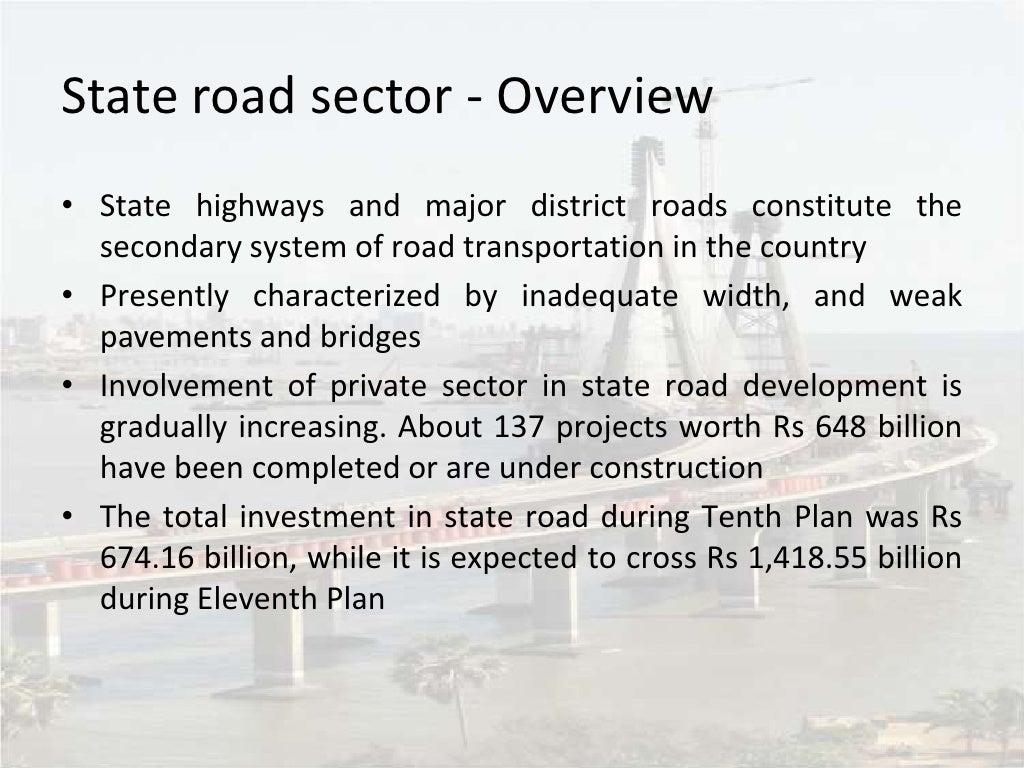 State road sector - Overview
• State highways and major district roads constitute the
secondary system of road transportation in the country
• Presently characterized by inadequate width, and weak
pavements and bridges
• Involvement of private sector in state road development is
gradually increasing. About 137 projects worth Rs 648 billion
have been completed or are under construction
• The total investment in state road during Tenth Plan was Rs
674.16 billion, while it is expected to cross Rs 1,418.55 billion
during Eleventh Plan